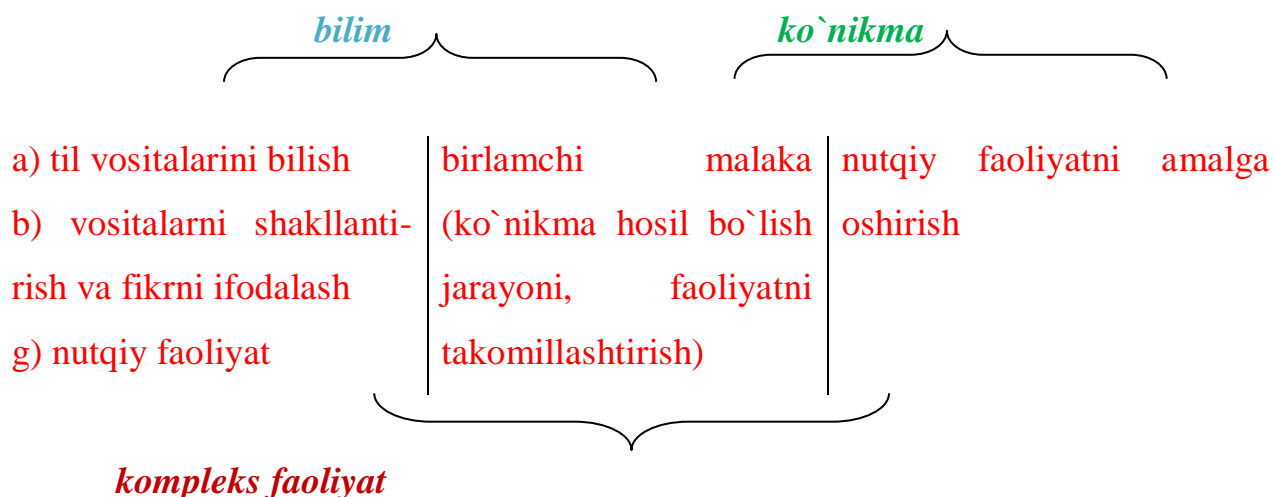 bilim
ko`nikma
a) til vositalarini bilish
b) vositalarni shakllanti-
rish va fikrni ifodalash
g) nutqiy faoliyat
birlamchi malaka
(ko`nikma hosil bo`lish
jarayoni, faoliyatni
takomillashtirish)
nutqiy faoliyatni amalga
oshirish
kompleks faoliyat